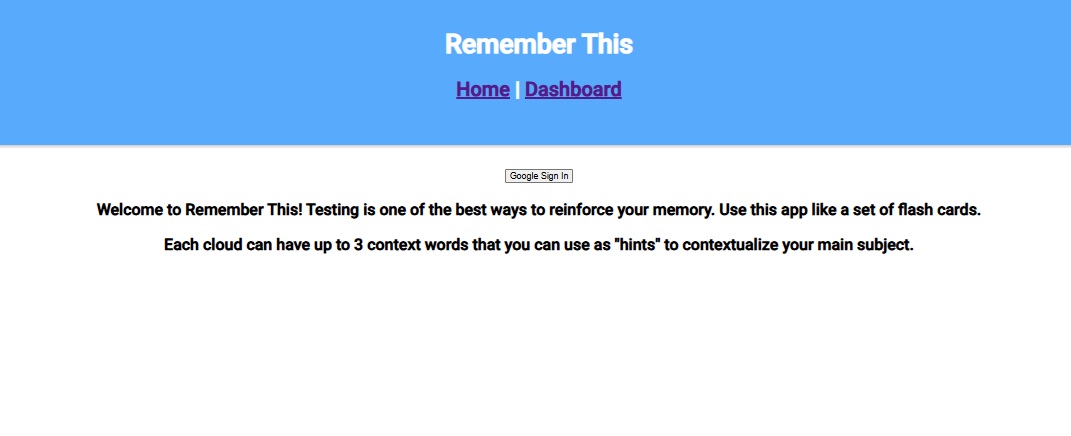 Remember This
Home | Dashboard
Google Sign In
Welcome to Remember This! Testing is one of the best ways to reinforce your memory. Use this app like a set of flash cards.
Each cloud can have up to 3 context words that you can use as "hints" to contextualize your main subject.